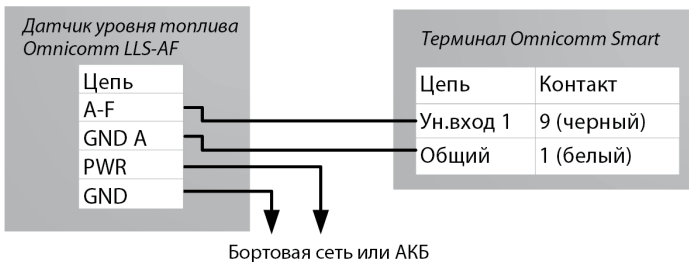 Датчик уровня топлива
Omnicomm LLS-AF
Цепь
A-F
GND A
PWR
GND
Терминал Omnicomm Smart
Цепь Контакт
Ун.вход 1 9 (черный)
Общий 1 (белый)
Бортовая сеть или АКБ